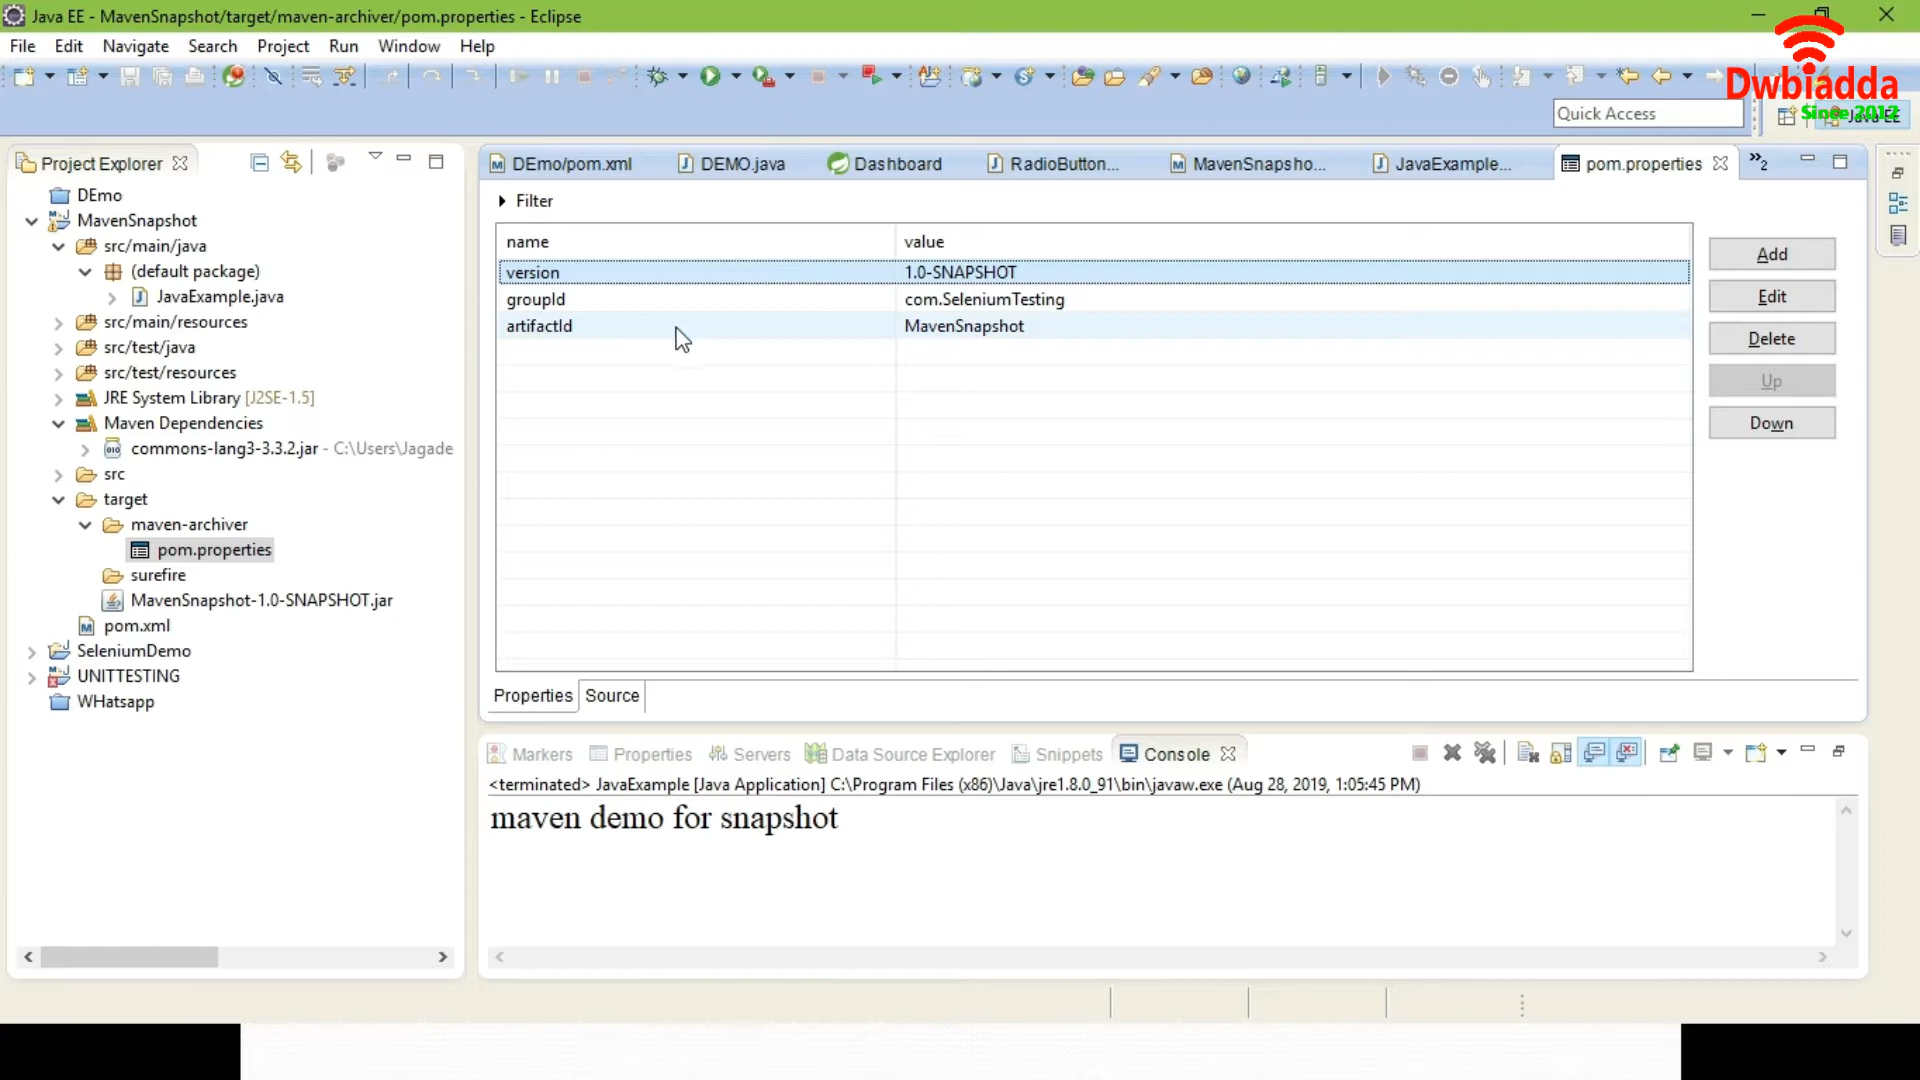 Java EE - MavenSnapshot/target/maven-archiver/pom.properties - Eclipse
File Edit Navigate Search Project Run Window Help
Dwbiadda
Since 2012
Quick Access
Java EE
Project Explorer
DEmo/pom.xml DEMO.java Dashboard RadioButton... MavenSnapsho... JavaExample... pom.properties »2
DEmo
MavenSnapshot
src/main/java
(default package)
JavaExample.java
src/main/resources
src/test/java
src/test/resources
JRE System Library [J2SE-1.5]
Maven Dependencies
commons-lang3-3.3.2.jar - C:\Users\Jagade
src
target
maven-archiver
pom.properties
surefire
MavenSnapshot-1.0-SNAPSHOT.jar
pom.xml
SeleniumDemo
UNITTESTING
WHatsapp
Filter
name value
version 1.0-SNAPSHOT
groupId com.SeleniumTesting
artifactId MavenSnapshot
Add
Edit
Delete
Up
Down
Properties Source
Markers Properties Servers Data Source Explorer Snippets Console
<terminated> JavaExample [Java Application] C:\Program Files (x86)\Java\jre1.8.0_91\bin\javaw.exe (Aug 28, 2019, 1:05:45 PM)
maven demo for snapshot